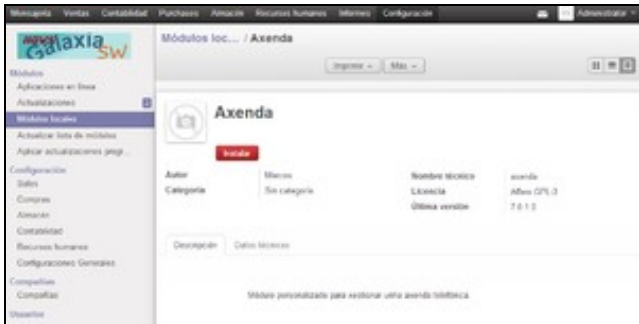 Mensajería Ventas Contabilidad Purchases Almacén Recursos humanos Informes Configuración Administrator
Galaxia SW
Módulos loc... / Axenda
Imprimir Más
Módulos
Aplicaciones en línea
Actualizaciones
Módulos locales
Actualizar lista de módulos
Aplicar actualizaciones progr...
Configuración
Sales
Compras
Almacén
Contabilidad
Recursos humanos
Configuraciones Generales
Compañías
Compañías
Usuarios
Axenda
Instalar
Autor Marcos
Categoría Sin categoría
Nombre técnico axenda
Licencia Affero GPL-3
Última versión 7.0.1.0
Descripción Datos técnicos
Módulo personalizado para xestionar unha axenda telefónica